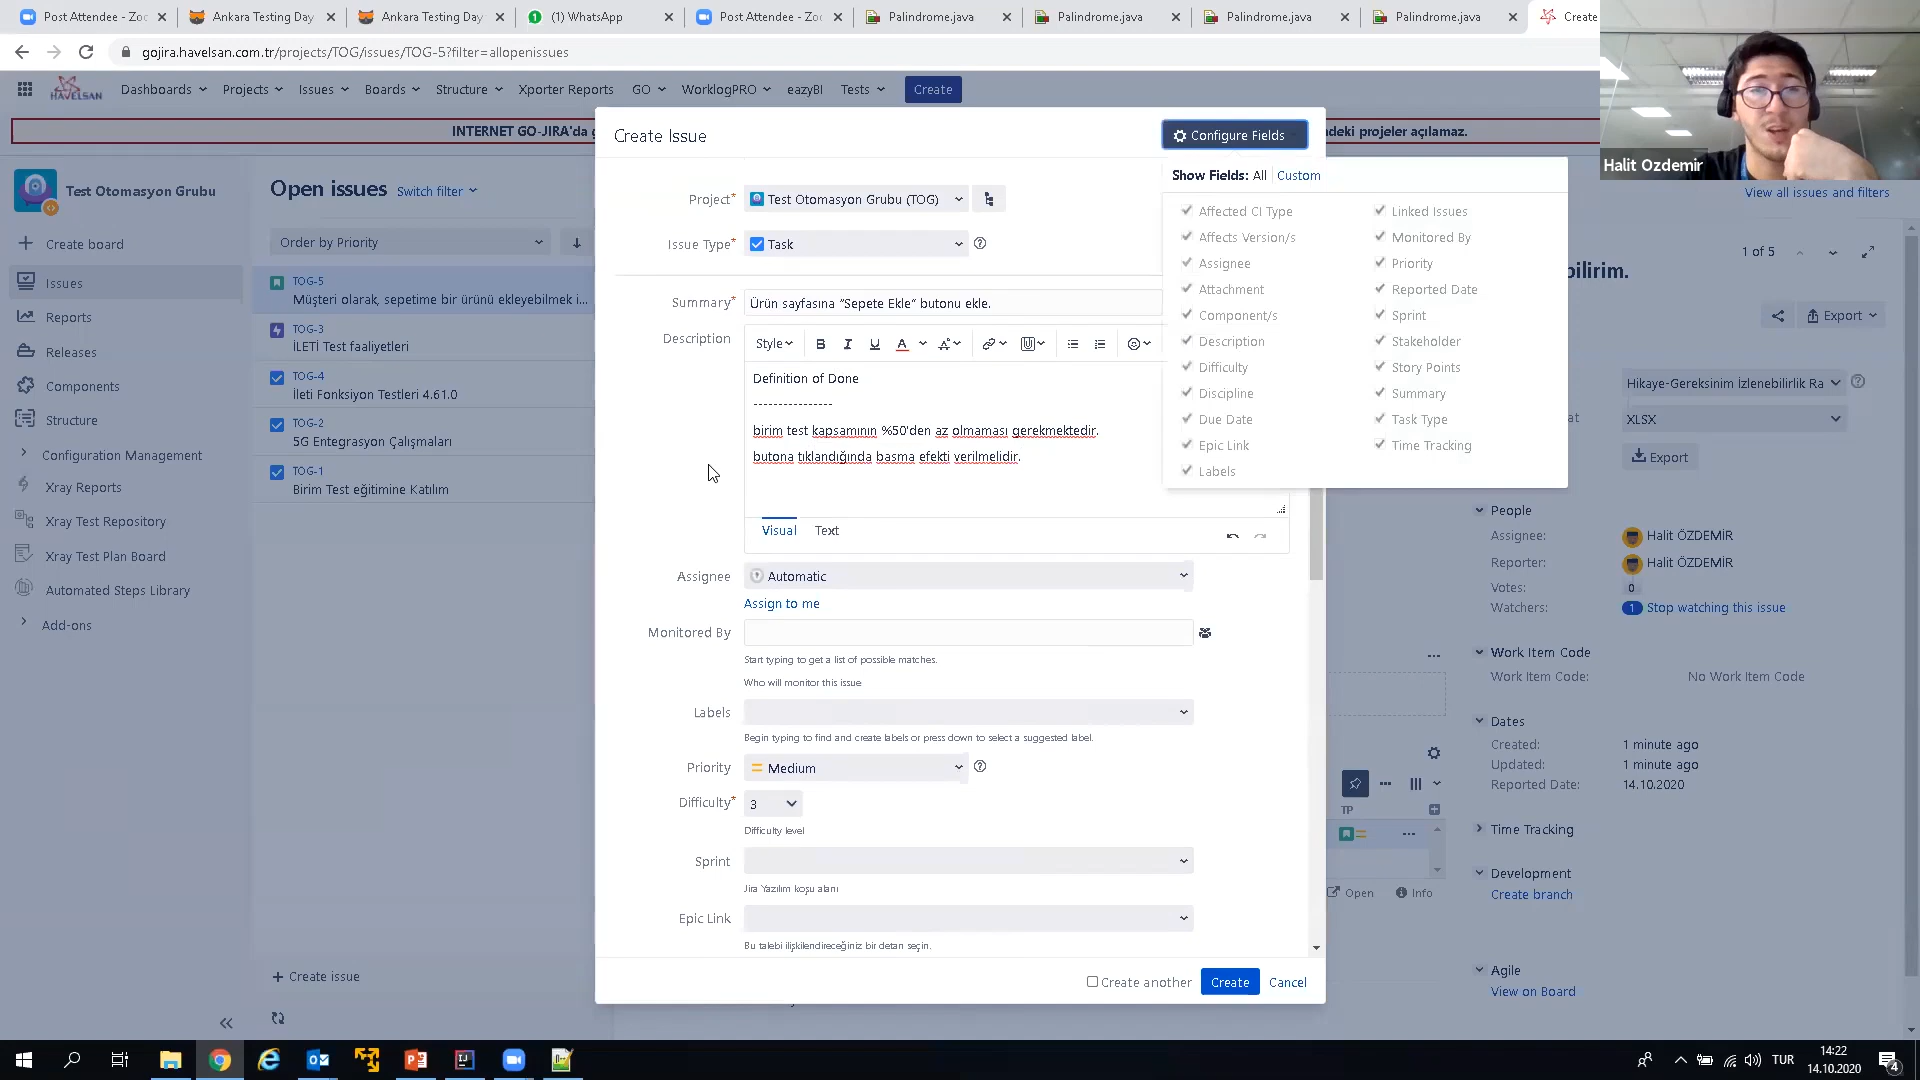 Post Attendee - Zoo
Ankara Testing Day
Ankara Testing Day
(1) WhatsApp
Post Attendee - Zoo
Palindrome.java
Palindrome.java
Palindrome.java
Palindrome.java
Create
gojira.havelsan.com.tr/projects/TOG/issues/TOG-5?filter=allopenissues
HAVELSAN
Dashboards
Projects
Issues
Boards
Structure
Xporter Reports
GO
WorklogPRO
eazyBI
Tests
Create
INTERNET GO-JIRA'da g
ndeki projeler açılamaz.
Halit Ozdemir
Test Otomasyon Grubu
Create board
Issues
Reports
Releases
Components
Structure
Configuration Management
Xray Reports
Xray Test Repository
Xray Test Plan Board
Automated Steps Library
Add-ons
Open issues
Switch filter
View all issues and filters
Order by Priority
TOG-5
Müşteri olarak, sepetime bir ürünü ekleyebilmek i...
TOG-3
İLETİ Test faaliyetleri
TOG-4
İleti Fonksiyon Testleri 4.61.0
TOG-2
5G Entegrasyon Çalışmaları
TOG-1
Birim Test eğitimine Katılım
+ Create issue
Create Issue
Configure Fields
Show Fields: All Custom
Affected CI Type
Affects Version/s
Assignee
Attachment
Component/s
Description
Difficulty
Discipline
Due Date
Epic Link
Labels
Linked Issues
Monitored By
Priority
Reported Date
Sprint
Stakeholder
Story Points
Summary
Task Type
Time Tracking
Project* Test Otomasyon Grubu (TOG)
Issue Type* Task
Summary* Ürün sayfasına "Sepete Ekle" butonu ekle.
Description
Style B I U A
Definition of Done
----------------
birim test kapsamının %50'den az olmaması gerekmektedir.
butona tıklandığında basma efekti verilmelidir.
Visual Text
Assignee Automatic
Assign to me
Monitored By
Start typing to get a list of possible matches.
Who will monitor this issue
Labels
Begin typing to find and create labels or press down to select a suggested label.
Priority Medium
Difficulty* 3
Difficulty level
Sprint
Jira Yazılım koşu alanı
Epic Link
Bu talebi ilişkilendireceğiniz bir detan seçin.
Create another Create Cancel
1 of 5
bilirim.
Export
Hikaye-Gereksinim İzlenebilirlik Ra
at XLSX
Export
People
Assignee: Halit ÖZDEMİR
Reporter: Halit ÖZDEMİR
Votes: 0
Watchers: 1 Stop watching this issue
Work Item Code
Work Item Code: No Work Item Code
Dates
Created: 1 minute ago
Updated: 1 minute ago
Reported Date: 14.10.2020
TP
Time Tracking
Open Info
Development
Create branch
Agile
View on Board
TUR
14:22
14.10.2020
4